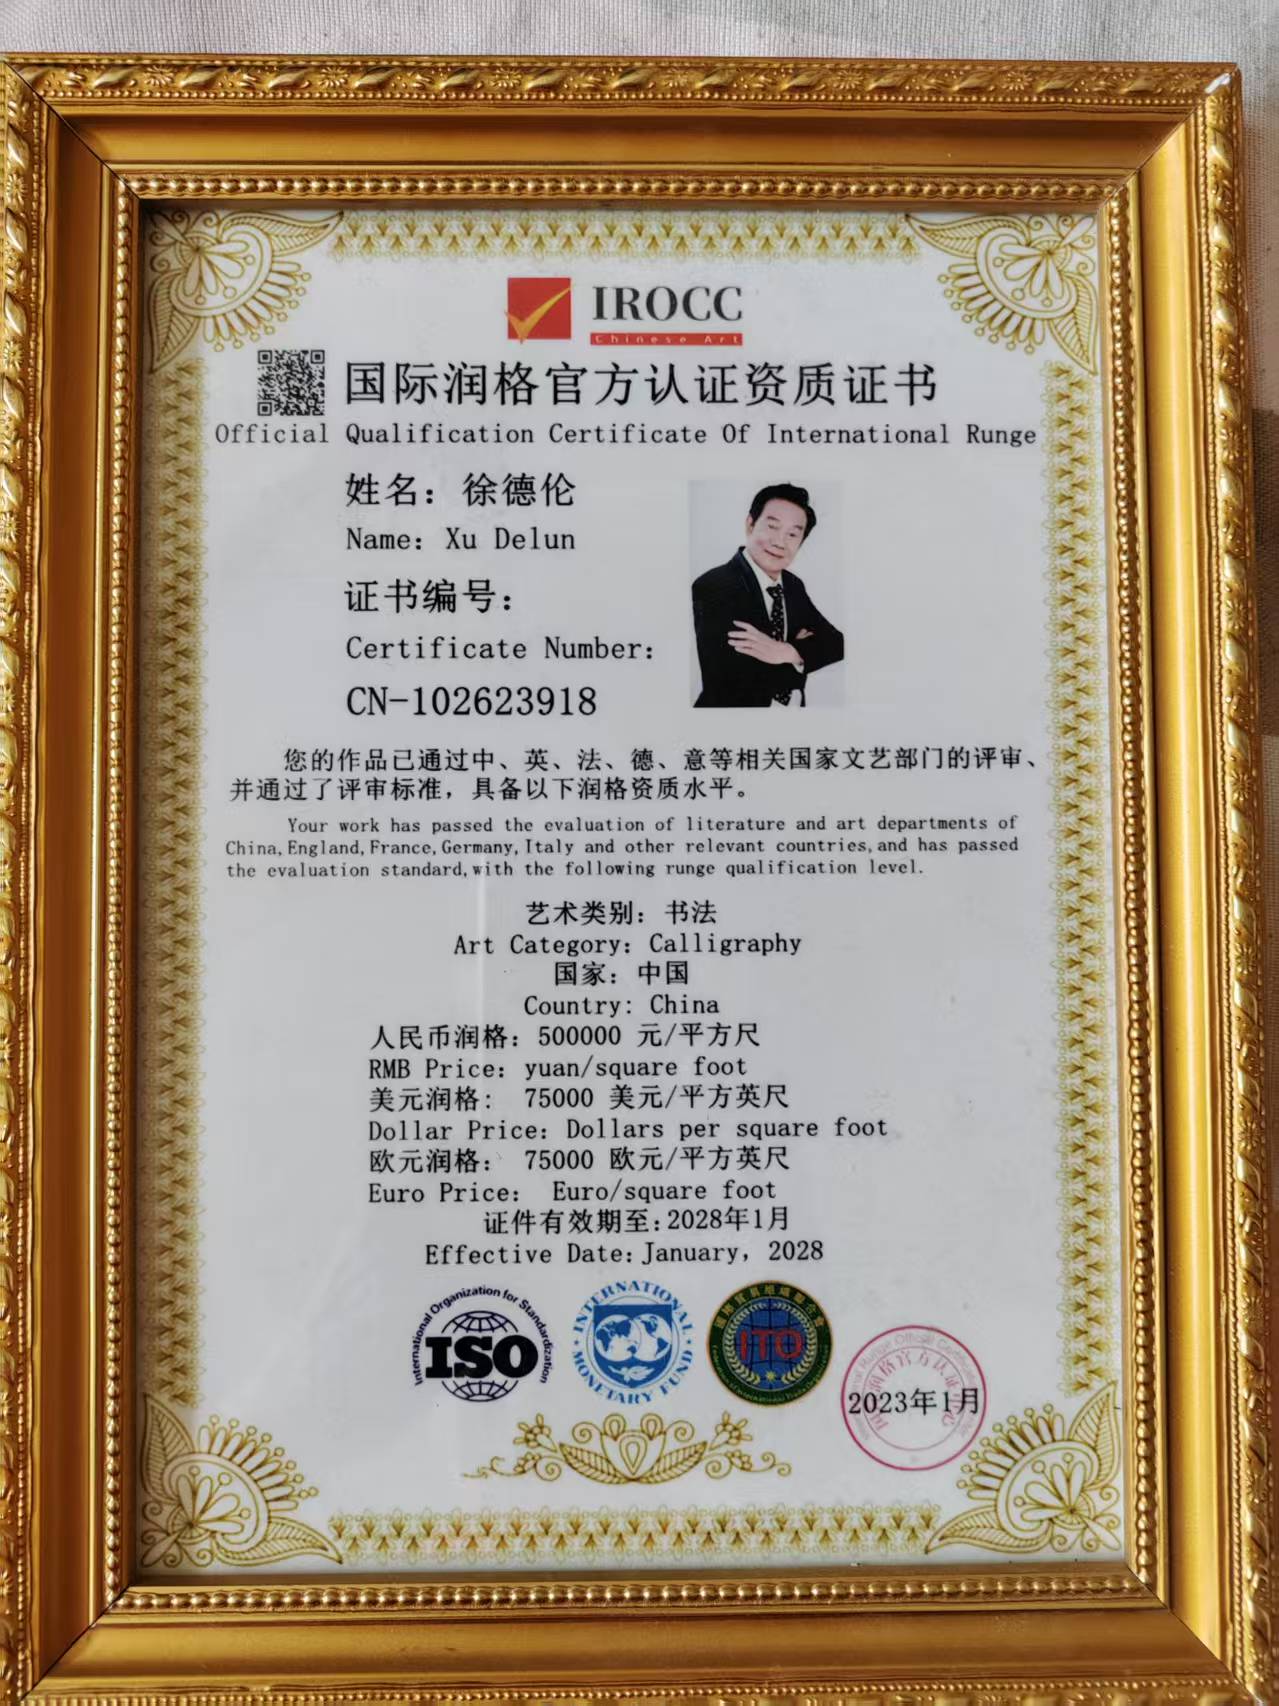 IROCC
Chinese Art
国际润格官方认证资质证书
Official Qualification Certificate Of International Runge
姓名：徐德伦
Name: Xu Delun
证书编号：
Certificate Number:
CN-102623918
您的作品已通过中、英、法、德、意等相关国家文艺部门的评审、
并通过了评审标准，具备以下润格资质水平。
Your work has passed the evaluation of literature and art departments of
China, England, France, Germany, Italy and other relevant countries, and has passed
the evaluation standard, with the following runge qualification level.
艺术类别：书法
Art Category: Calligraphy
国家：中国
Country: China
人民币润格：500000 元/平方尺
RMB Price: yuan/square foot
美元润格： 75000 美元/平方英尺
Dollar Price: Dollars per square foot
欧元润格： 75000 欧元/平方英尺
Euro Price: Euro/square foot
证件有效期至：2028年1月
Effective Date: January, 2028
International Organization for Standardization
ISO
INTERNATIONAL MONETARY FUND
ITO
润格官方认证
2023年1月